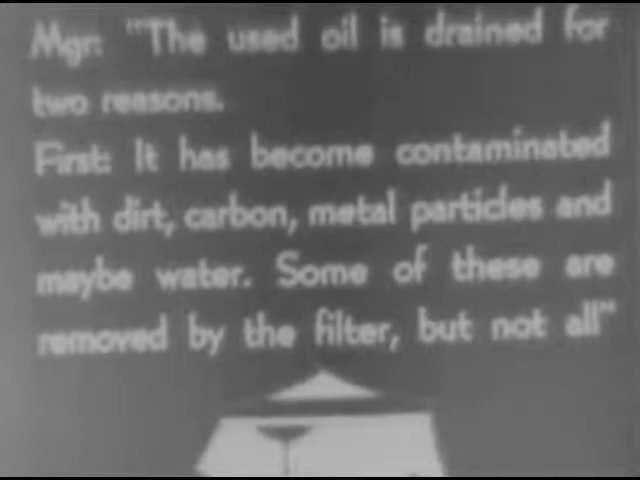 Mgr: "The used oil is drained for
two reasons.
First: It has become contaminated
with dirt, carbon, metal particles and
maybe water. Some of these are
removed by the filter, but not all"